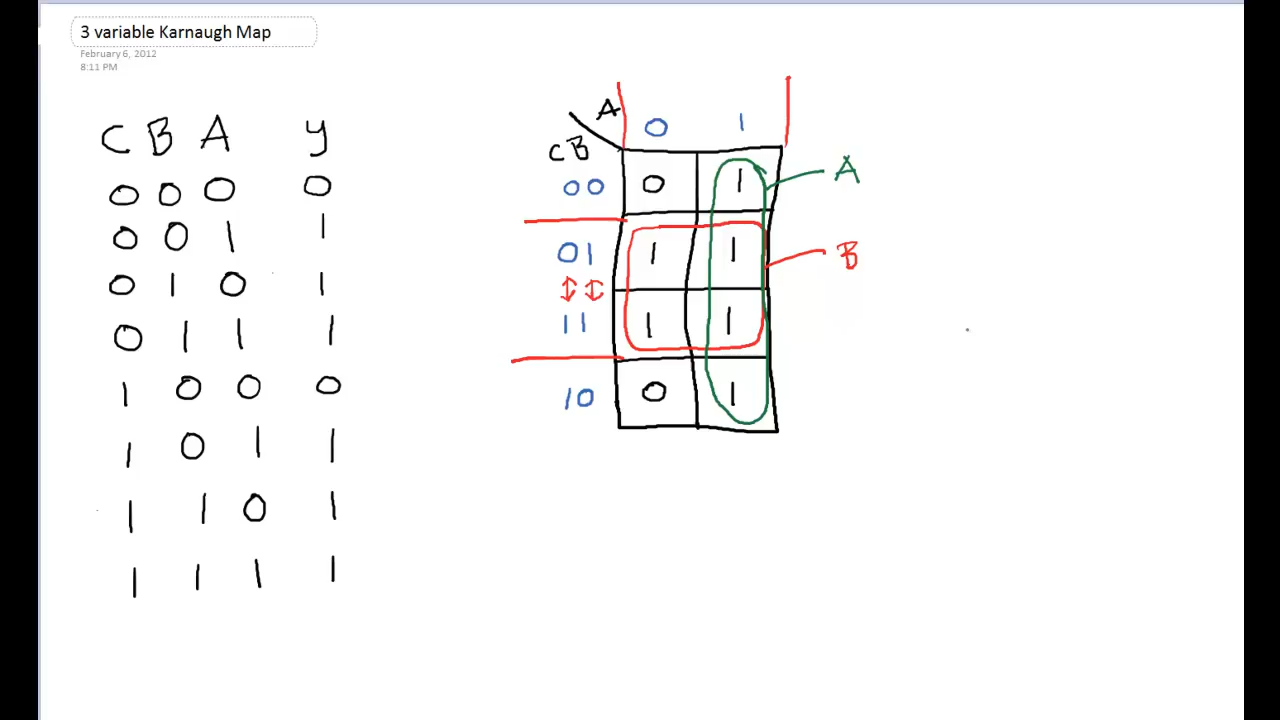 3 variable Karnaugh Map
February 6, 2012
8:11 PM
C B A y
0 0 0 0
0 0 1 1
0 1 0 1
0 1 1 1
1 0 0 0
1 0 1 1
1 1 0 1
1 1 1 1
A 0 1
CB
00 0 1 A
01 1 1 B
11 1 1
10 0 1